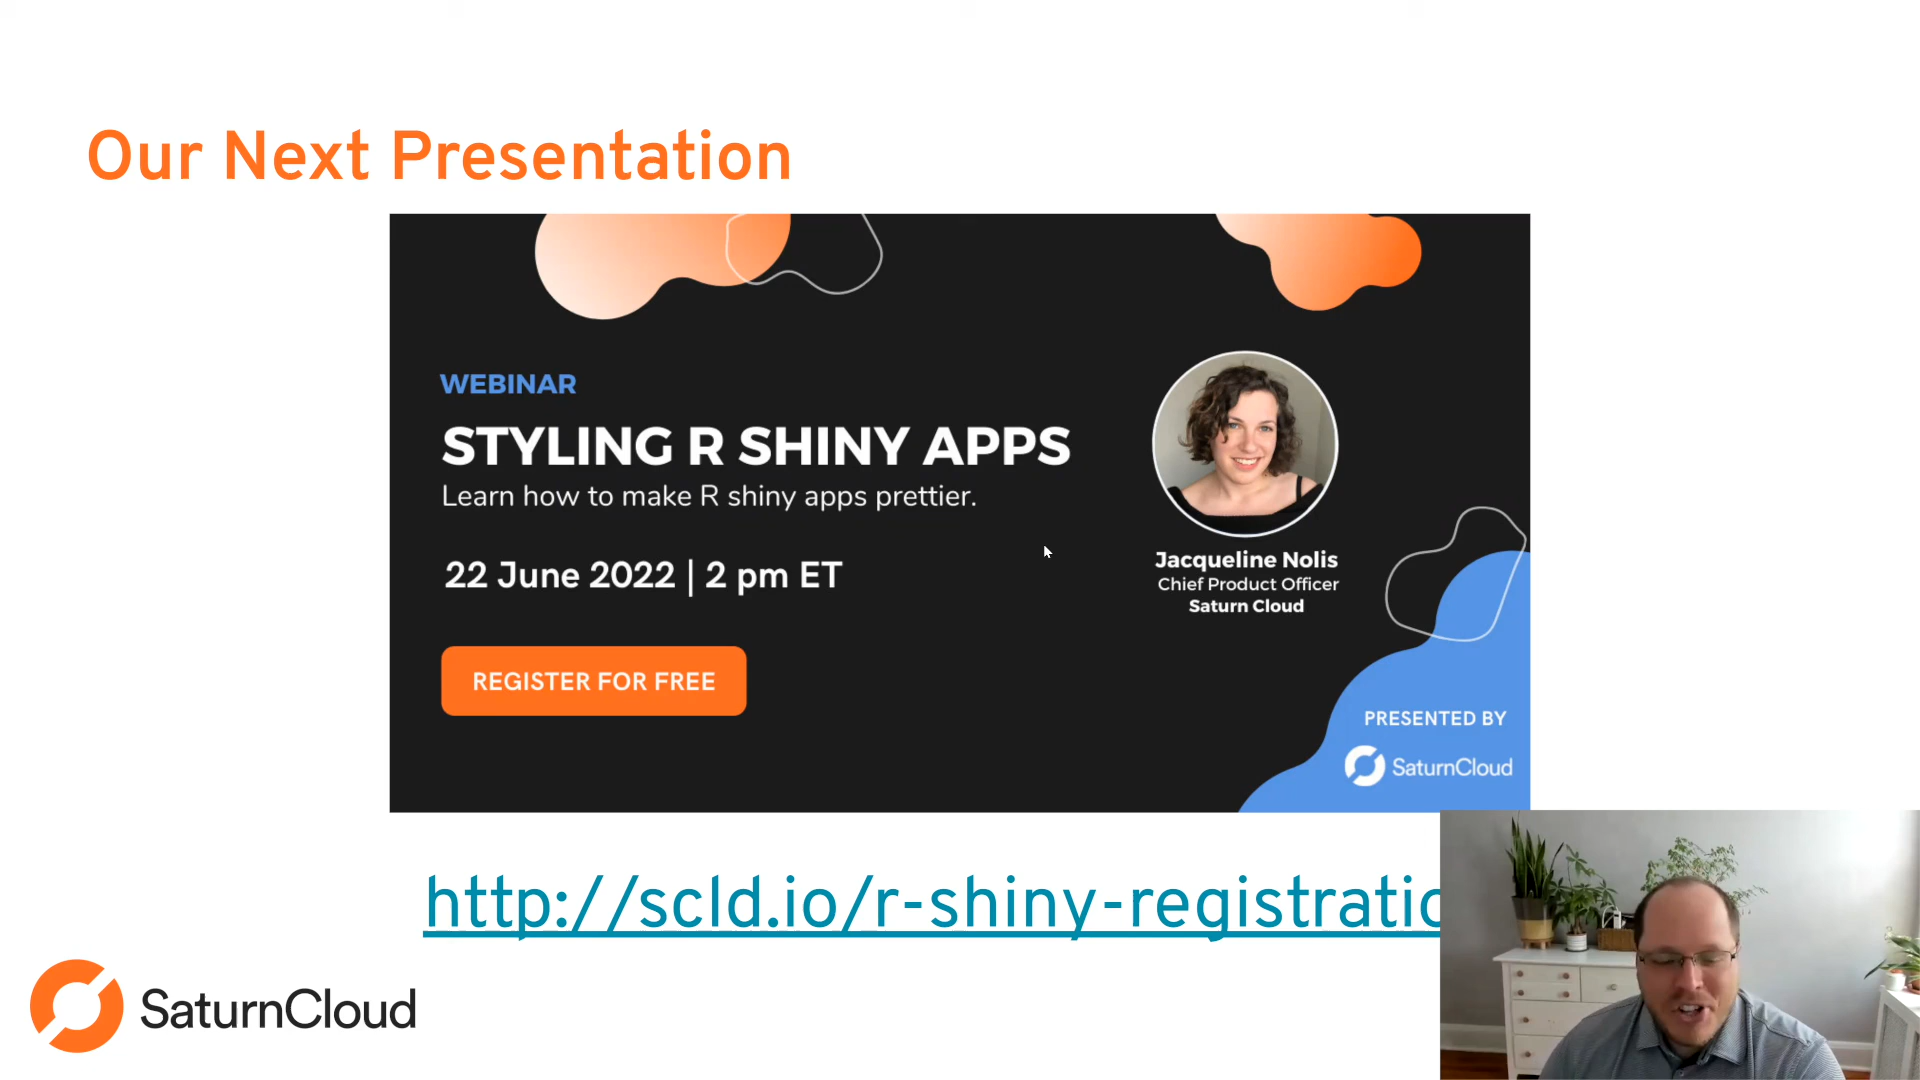 Our Next Presentation
WEBINAR
STYLING R SHINY APPS
Learn how to make R shiny apps prettier.
22 June 2022 | 2 pm ET
REGISTER FOR FREE
Jacqueline Nolis
Chief Product Officer
Saturn Cloud
PRESENTED BY
SaturnCloud
http://scld.io/r-shiny-registratio
SaturnCloud